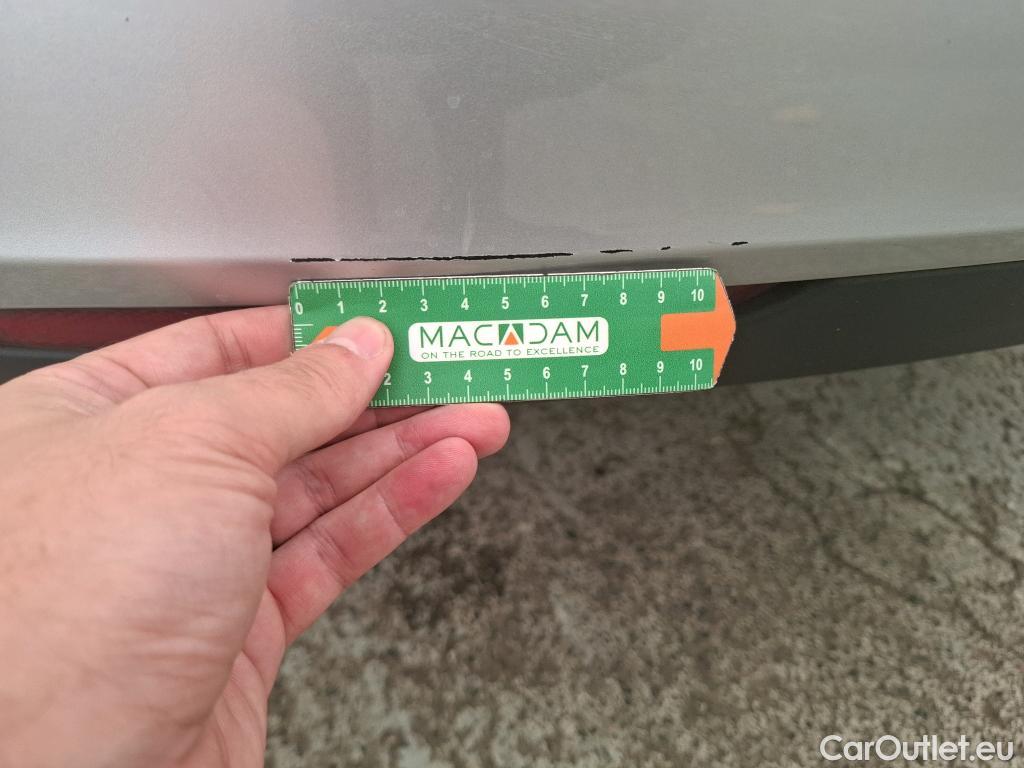 0 1 2 3 4 5 6 7 8 9 10
MACADAM
ON THE ROAD TO EXCELLENCE
2 3 4 5 6 7 8 9 10
CarOutlet.eu